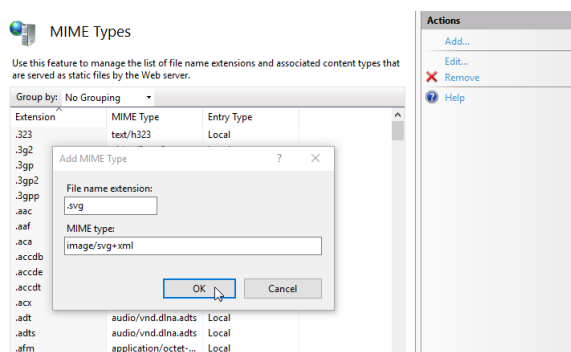 MIME Types
Use this feature to manage the list of file name extensions and associated content types that
are served as static files by the Web server.
Group by: No Grouping
Extension MIME Type Entry Type
.323 text/h323 Local
.3g2
.3gp
.3gp2
.3gpp
.aac
.aaf
.aca
.accdb
.accde
.accdt
.acx
.adt audio/vnd.dlna.adts Local
.adts audio/vnd.dlna.adts Local
.afm application/octet-... Local
Add MIME Type ?
File name extension:
.svg
MIME type:
image/svg+xml
OK Cancel
Actions
Add...
Edit...
Remove
Help